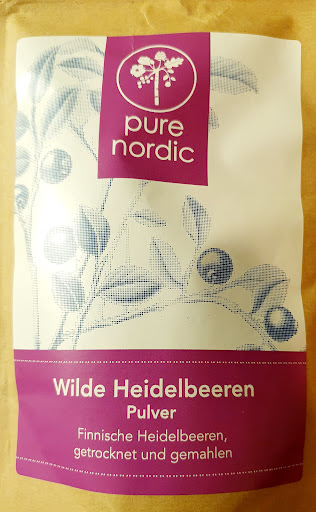 pure
nordic
Wilde Heidelbeeren
Pulver
Finnische Heidelbeeren,
getrocknet und gemahlen